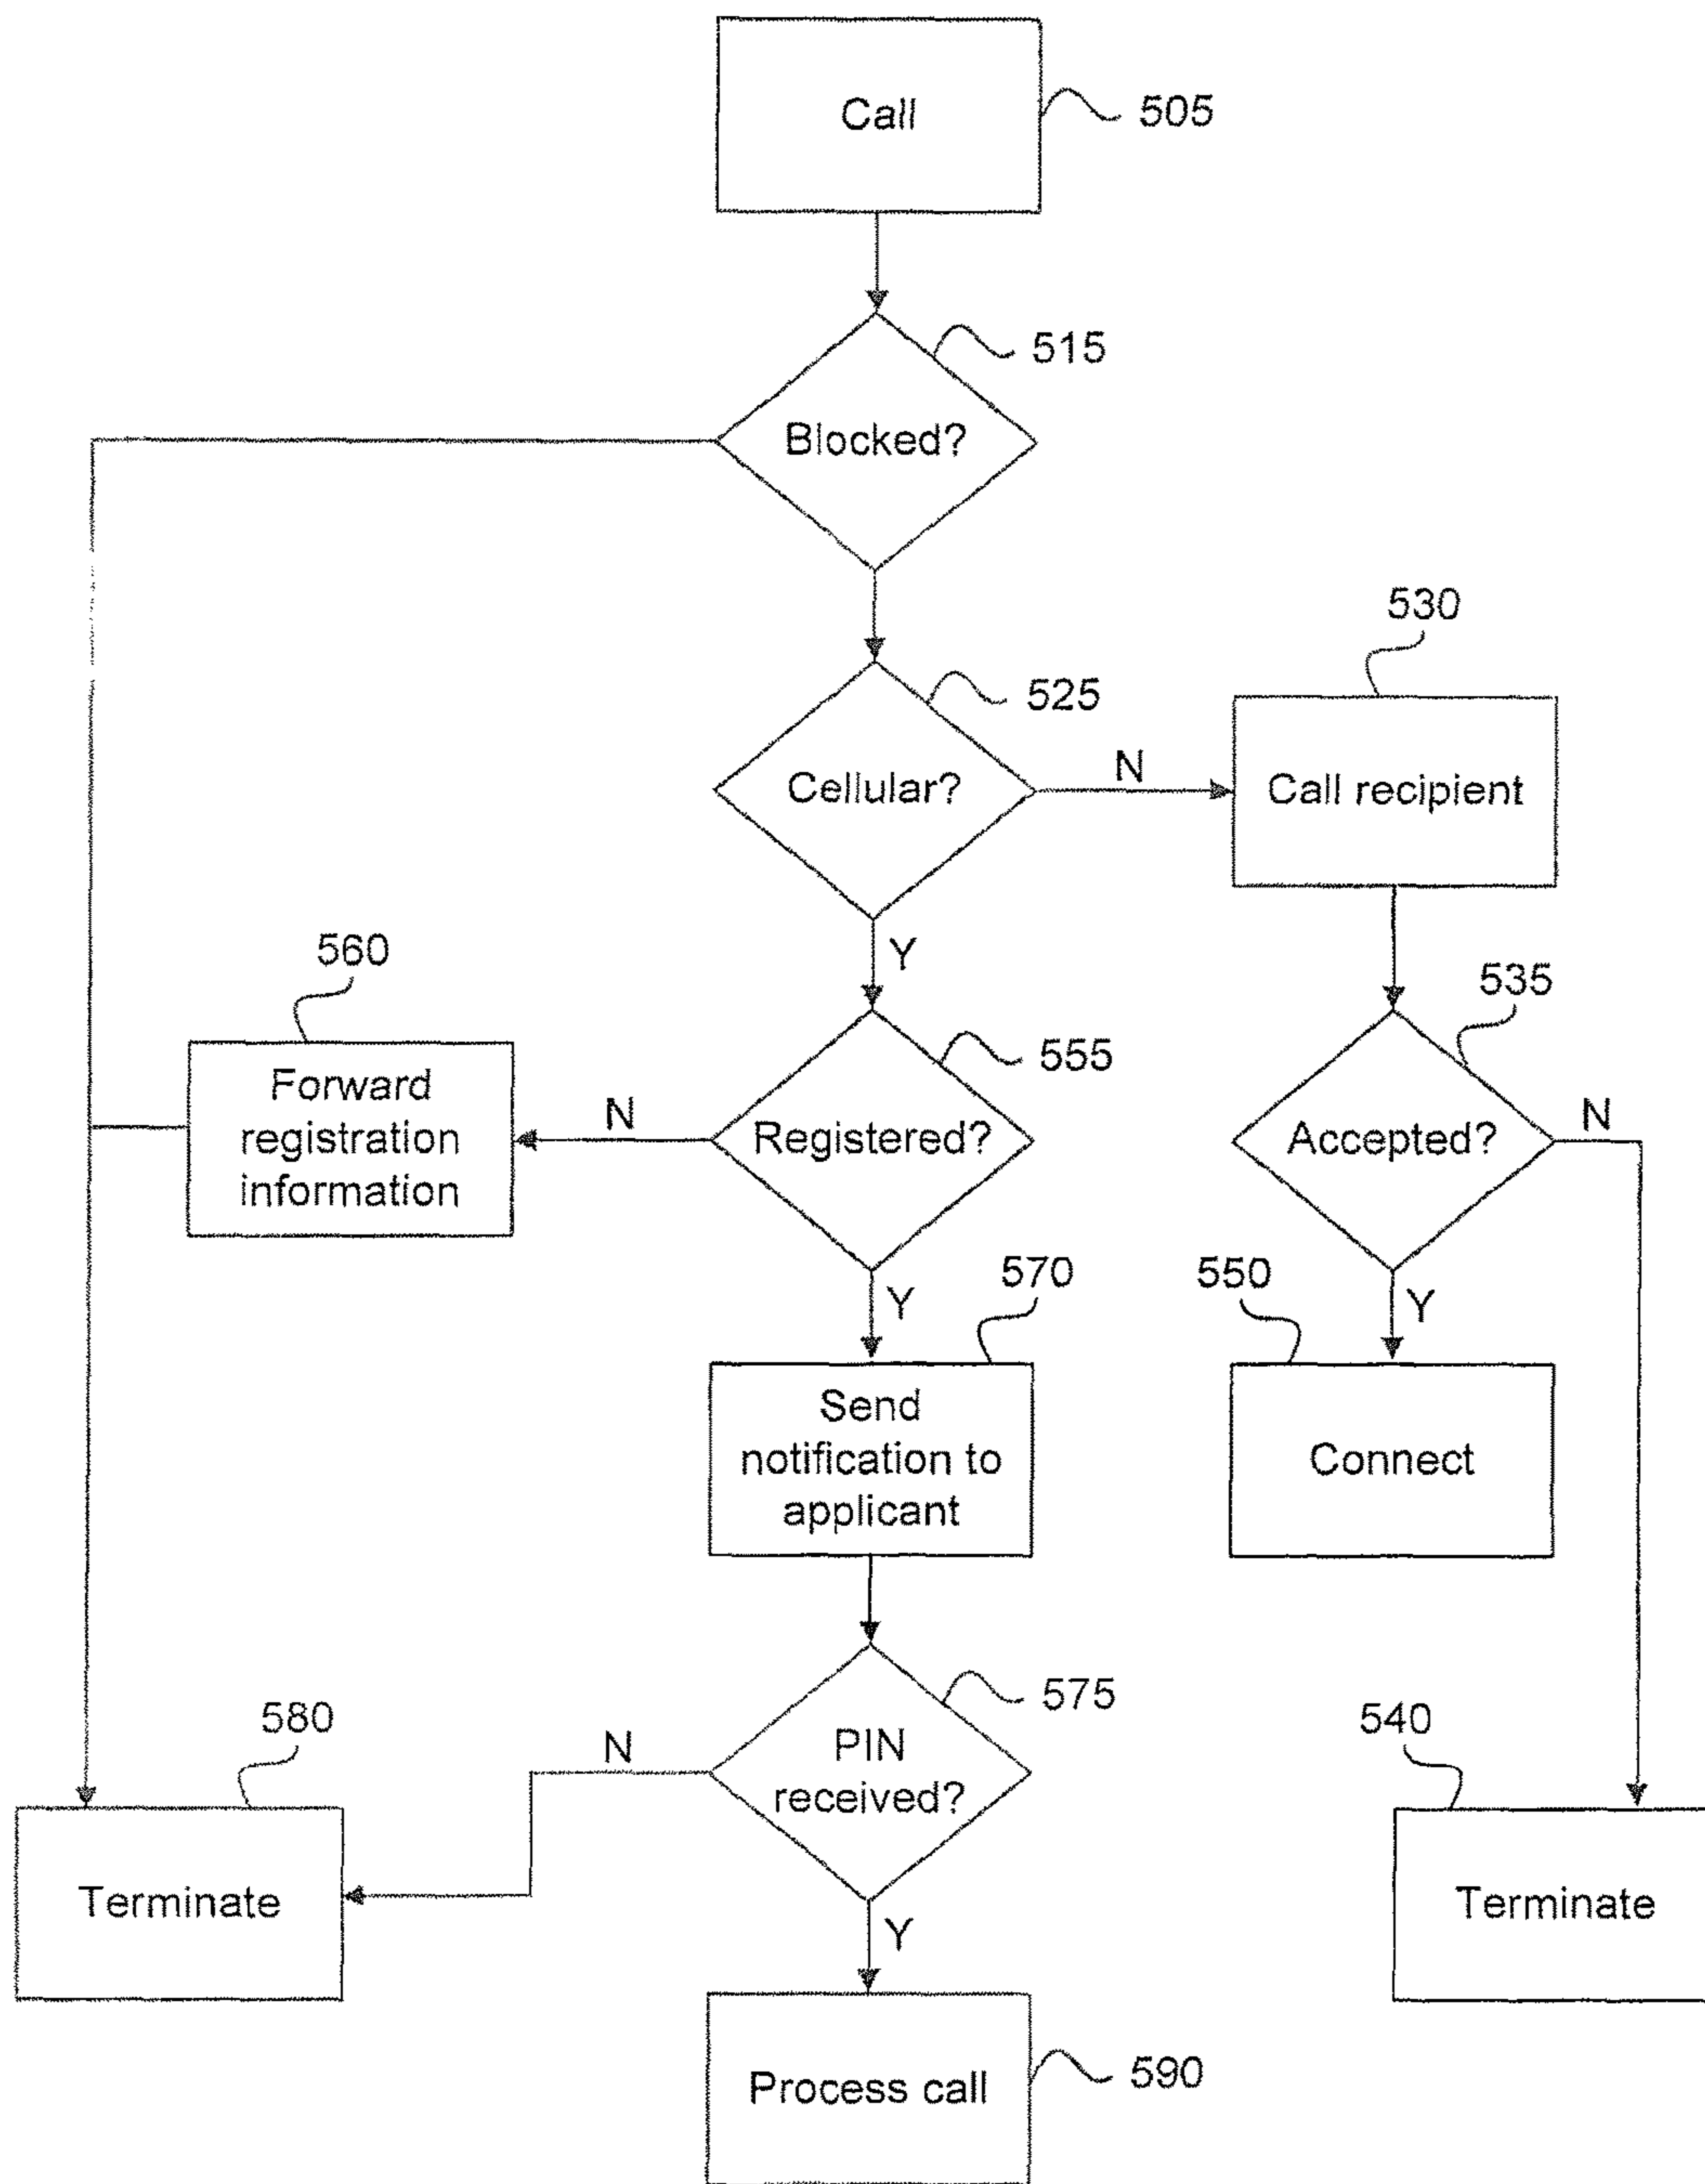 Call
505
515
Blocked?
530
525
Cellular?
N
Call recipient
Y
560
535
555
Forward
registration
information
N
Registered?
Accepted?
N
Y
570
550
Y
Send
notification to
applicant
Connect
575
580
N
PIN
received?
540
Terminate
Terminate
Y
Process call
590